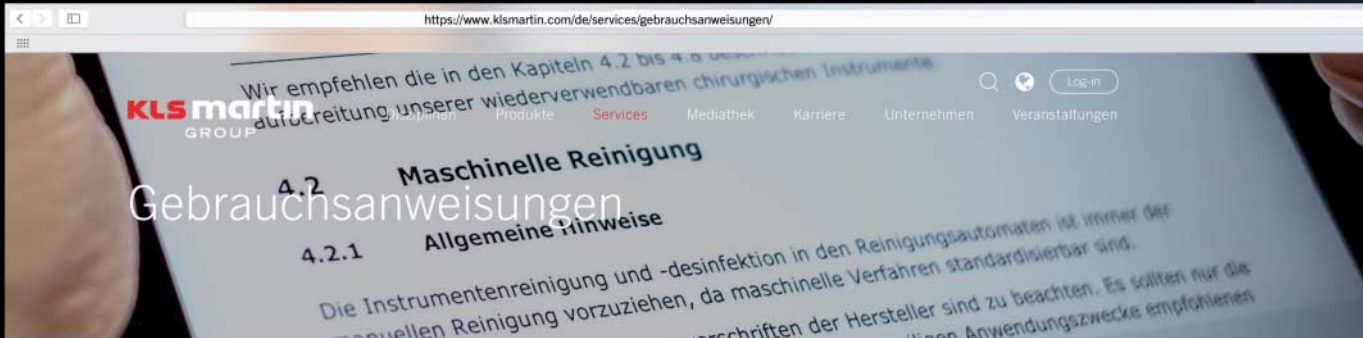 https://www.klsmartin.com/de/services/gebrauchsanweisungen/
Wir empfehlen die in den Kapiteln 4.2 bis 4.8
aufbereitung unserer wiederverwendbaren chirurgischen Instrumente.
Log-in
KLS martin
GROUP
Disziplinen Produkte Services Mediathek Karriere Unternehmen Veranstaltungen
4.2 Maschinelle Reinigung
Gebrauchsanweisungen
4.2.1 Allgemeine Hinweise
Die Instrumentenreinigung und -desinfektion in den Reinigungsautomaten ist immer der
manuellen Reinigung vorzuziehen, da maschinelle Verfahren standardisierbar sind.
der Hersteller sind zu beachten. Es sollten nur die
Anwendungszwecke empfohlenen